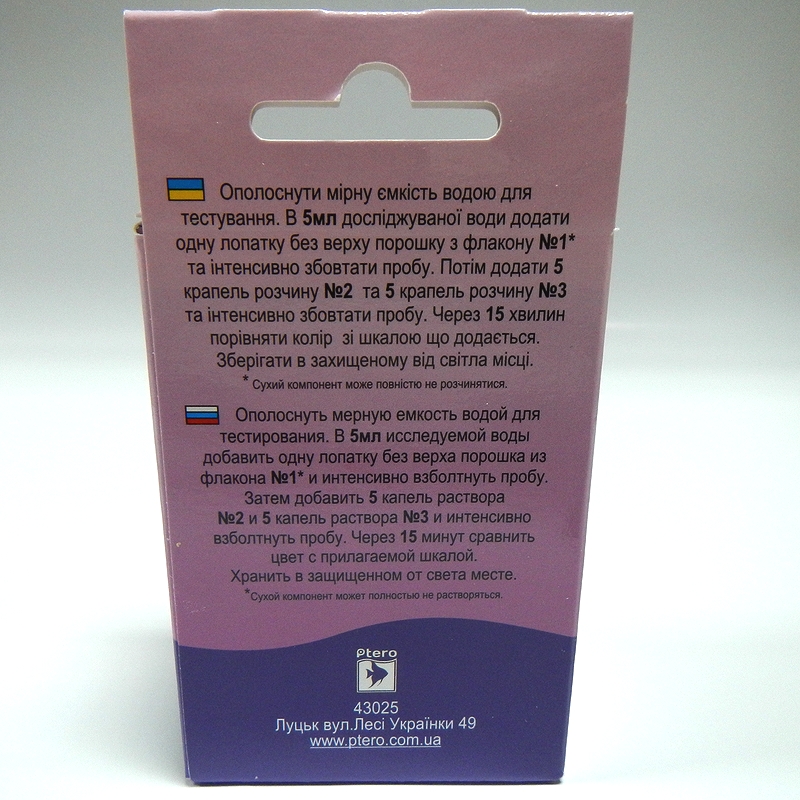 Ополоснути мірну ємкість водою для
тестування. В 5мл досліджуваної води додати
одну лопатку без верху порошку з флакону №1*
та інтенсивно збовтати пробу. Потім додати 5
крапель розчину №2 та 5 крапель розчину №3
та інтенсивно збовтати пробу. Через 15 хвилин
порівняти колір зі шкалою що додається.
Зберігати в захищеному від світла місці.
* Сухий компонент може повністю не розчинятися.
Ополоснуть мерную емкость водой для
тестирования. В 5мл исследуемой воды
добавить одну лопатку без верха порошка из
флакона №1* и интенсивно взболтнуть пробу.
Затем добавить 5 капель раствора
№2 и 5 капель раствора №3 и интенсивно
взболтнуть пробу. Через 15 минут сравнить
цвет с прилагаемой шкалой.
Хранить в защищенном от света месте.
*Сухой компонент может полностью не растворяться.
Ptero
43025
Луцьк вул.Лесі Українки 49
www.ptero.com.ua